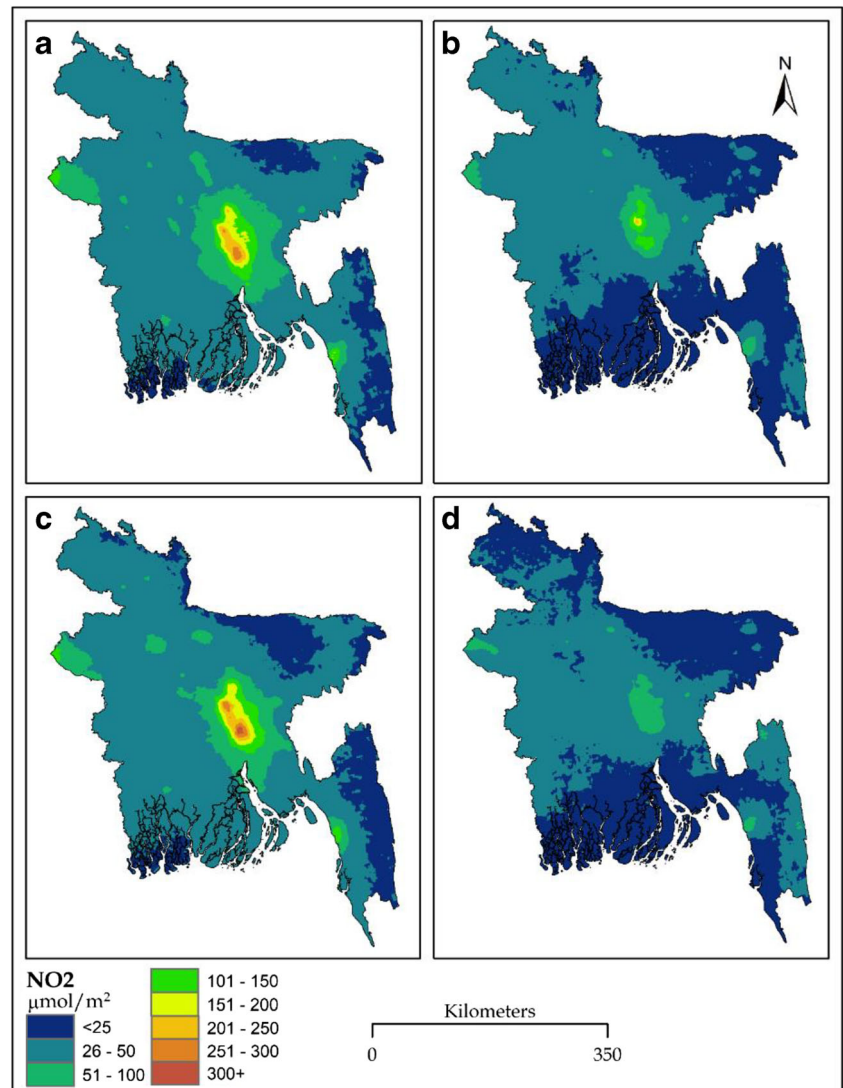 a
b
N
c
d
NO2
μmol/m²
<25
26 - 50
51 - 100
101 - 150
151 - 200
201 - 250
251 - 300
300+
Kilometers
0 350